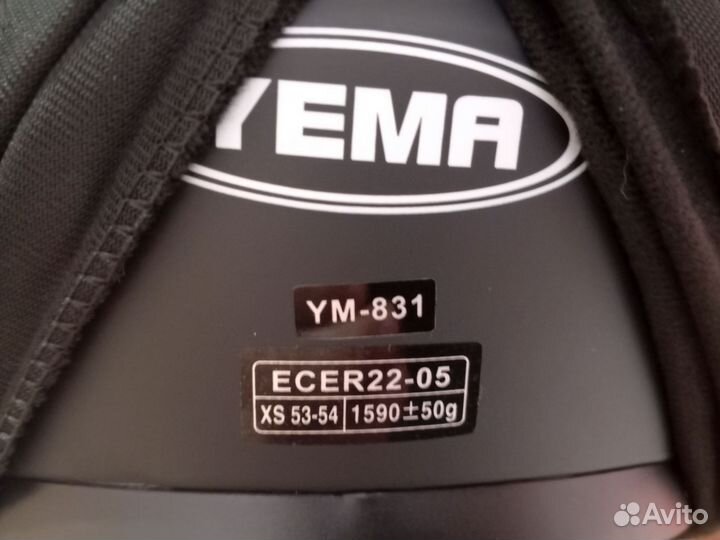 YEMA
YM-831
ECER22-05
XS 53-54 1590±50g
Avito